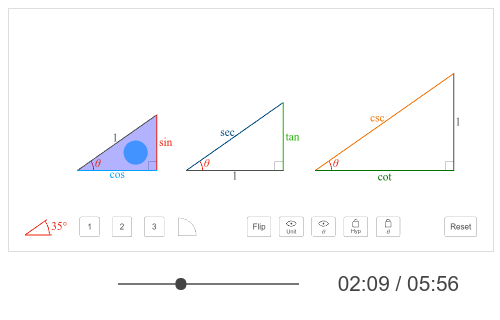 1
sin
θ
cos
sec
tan
θ
1
csc
1
θ
cot
35°
1
2
3
Flip
Unit
θ
Hyp
θ
Reset
02:09 / 05:56